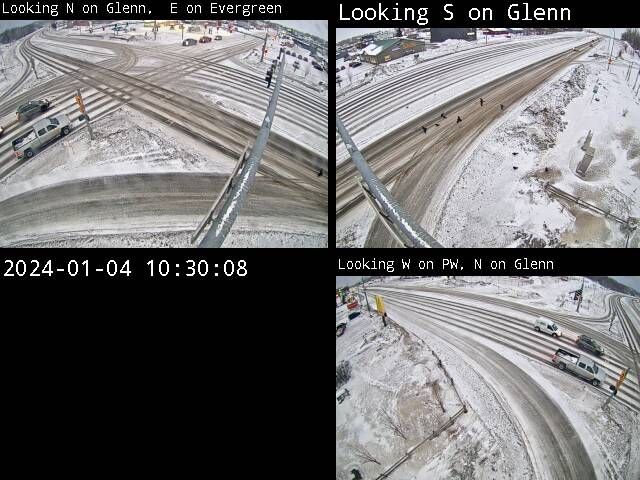 Looking N on Glenn, E on Evergreen
Looking S on Glenn
2024-01-04 10:30:08
Looking W on PW, N on Glenn